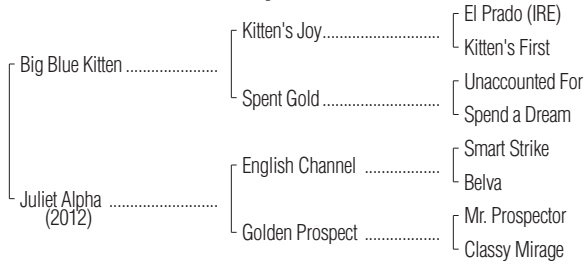 El Prado (IRE)
Kitten's Joy........................
Kitten's First
Big Blue Kitten ......................
Unaccounted For
Spent Gold ........................
Spend a Dream
Smart Strike
English Channel ..................
Belva
Juliet Alpha ..........................
(2012)
Mr. Prospector
Golden Prospect ..................
Classy Mirage